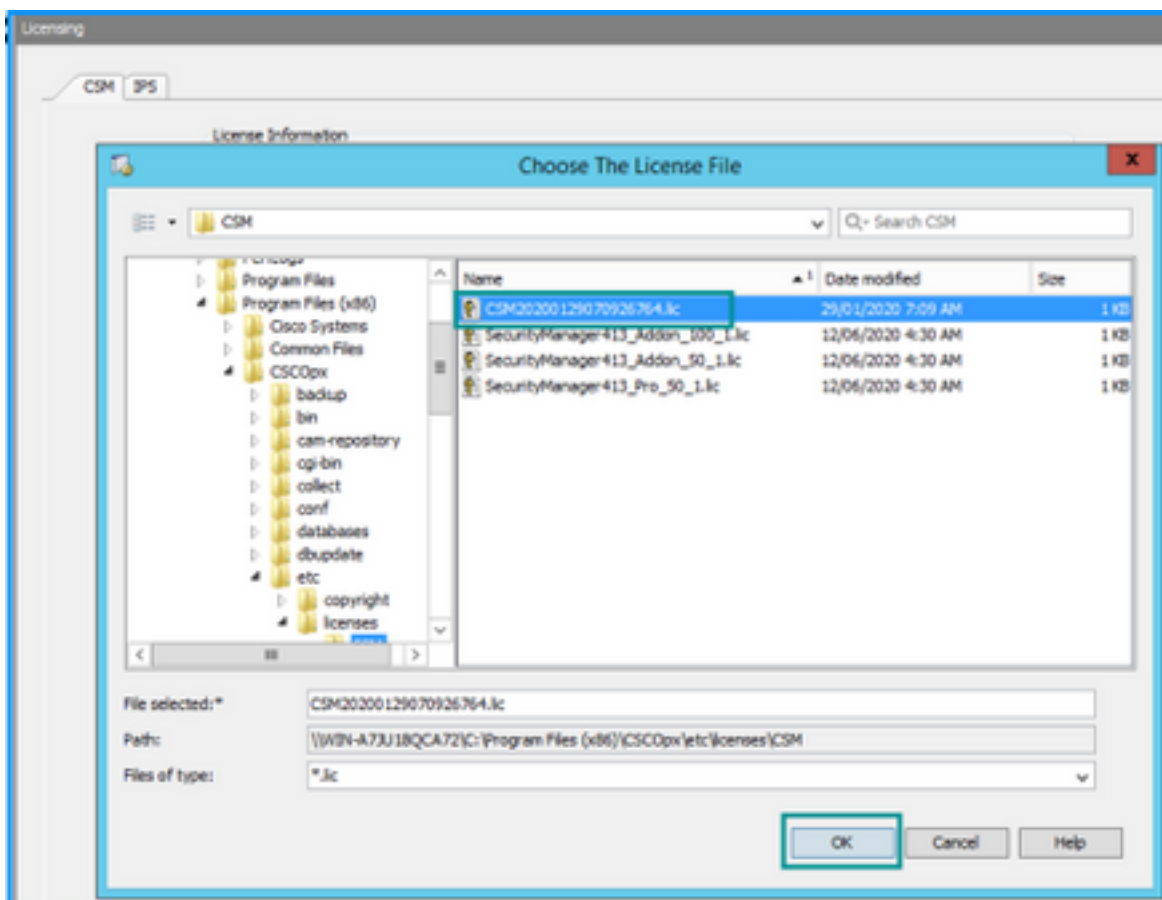 Licensing
CSM IPS
License Information
Choose The License File
CSM Search CSM
Program Files
Program Files (x86)
Cisco Systems
Common Files
CSCOpx
backup
bin
cam-repository
cgi-bin
collect
conf
databases
dbupdate
etc
copyright
licenses
Name 1 Date modified Size
CSM20200129070926764.lic 29/01/2020 7:09 AM 1 KB
SecurityManager413_Addon_100_1.lic 12/06/2020 4:30 AM 1 KB
SecurityManager413_Addon_50_1.lic 12/06/2020 4:30 AM 1 KB
SecurityManager413_Pro_50_1.lic 12/06/2020 4:30 AM 1 KB
File selected:* CSM20200129070926764.lic
Path: \\WIN-A7JU18QCA72\C:\Program Files (x86)\CSCOpx\etc\licenses\CSM
Files of type: *.lic
OK Cancel Help